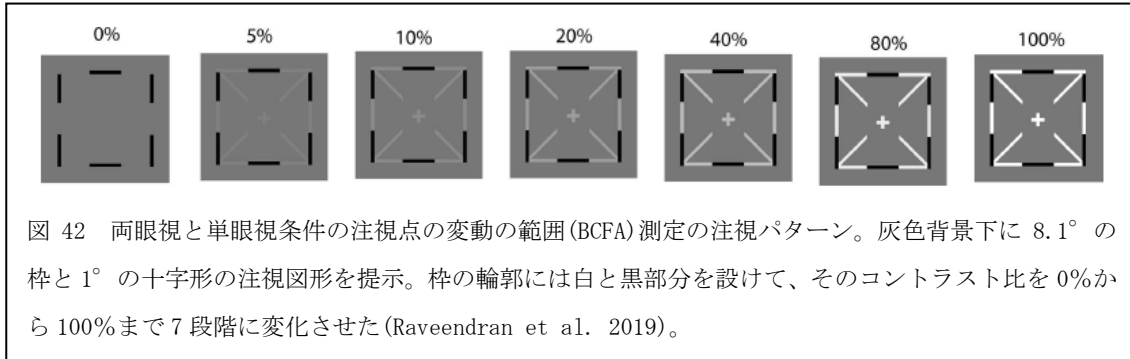 0% 5% 10% 20% 40% 80% 100%
図 42　両眼視と単眼視条件の注視点の変動の範囲(BCFA)測定の注視パターン。灰色背景下に 8.1°の
枠と 1°の十字形の注視図形を提示。枠の輪郭には白と黒部分を設けて、そのコントラスト比を 0%か
ら 100%まで 7 段階に変化させた(Raveendran et al. 2019)。